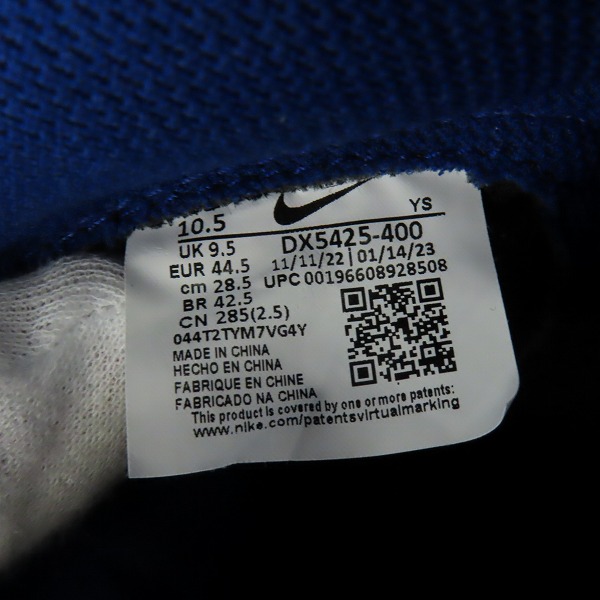 10.5 YS
UK 9.5 DX5425-400
EUR 44.5 11/11/22 | 01/14/23
cm 28.5 UPC 00196608928508
BR 42.5
CN 285(2.5)
044T2TYM7VG4Y
MADE IN CHINA
HECHO EN CHINA
FABRIQUE EN CHINE
FABRICADO NA CHINA
This product is covered by one or more patents:
www.nike.com/patentsvirtualmarking